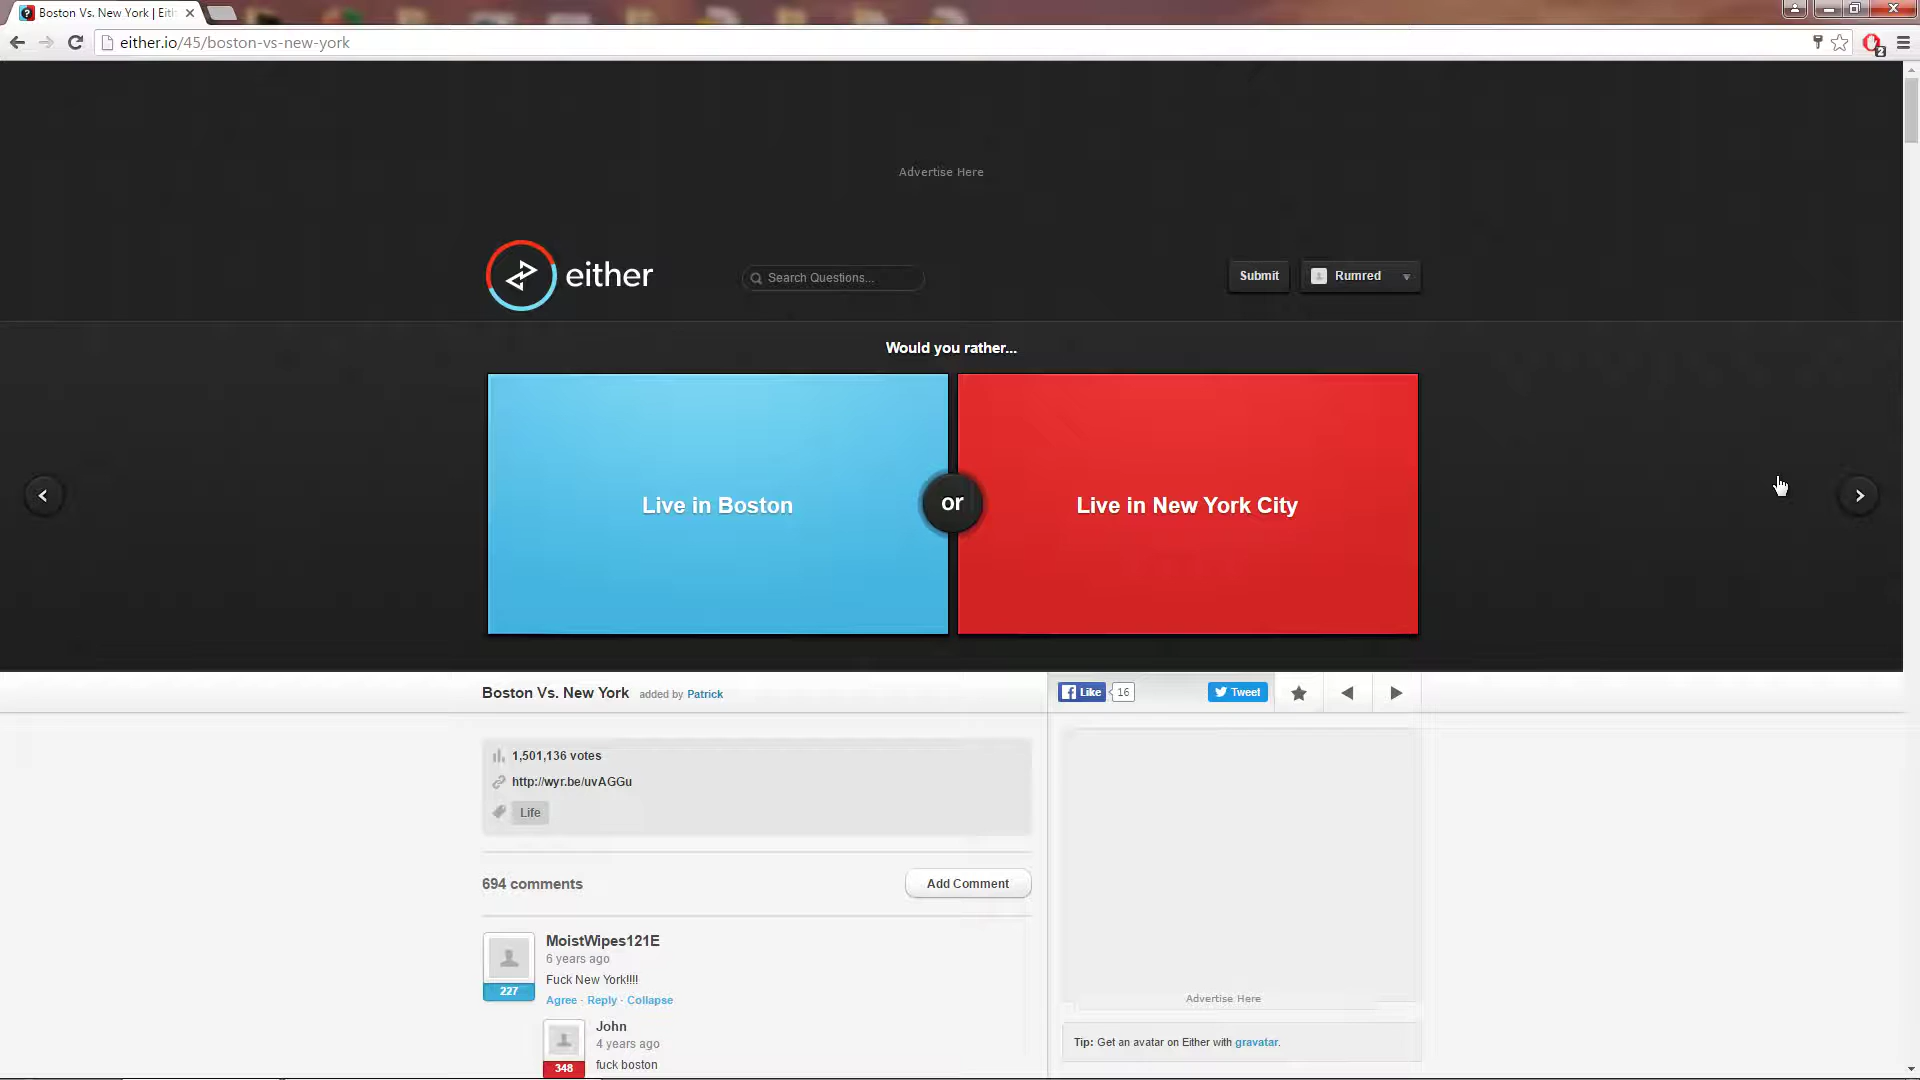 Boston Vs. New York | Eith
either.io/45/boston-vs-new-york
2
Advertise Here
either
Search Questions...
Submit
Rumred
Would you rather...
Live in Boston
or
Live in New York City
Boston Vs. New York added by Patrick
Like 16
Tweet
1,501,136 votes
http://wyr.be/uvAGGu
Life
694 comments
Add Comment
MoistWipes121E
6 years ago
Fuck New York!!!!
227
Agree · Reply · Collapse
John
4 years ago
fuck boston
348
Advertise Here
Tip: Get an avatar on Either with gravatar.